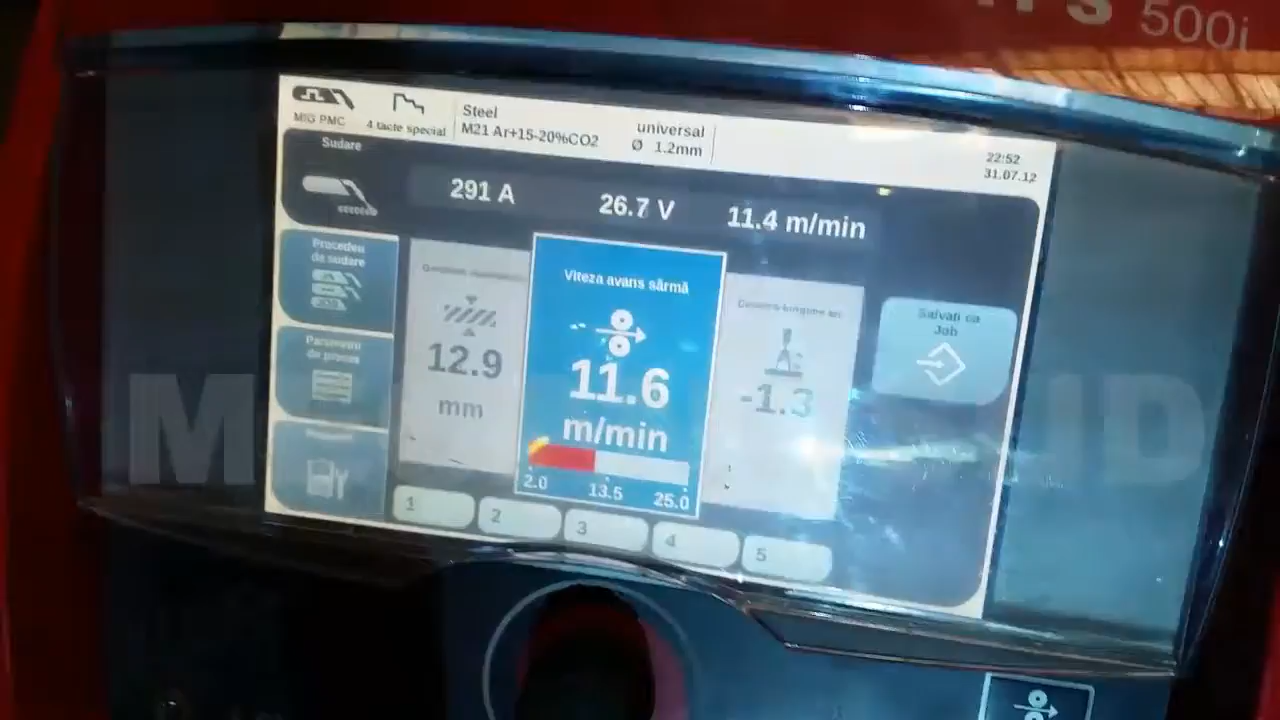 500i
MIG PMC
4 tacte special
Steel
M21 Ar+15-20%CO2
universal
Ø 1.2mm
22:52
31.07.12
Sudare
291 A
26.7 V
11.4 m/min
Procedeu
de sudare
Parametri
de proces
12.9
mm
Viteza avans sârmă
11.6
m/min
2.0
13.5
25.0
-1.3
Salvați ca
Job
1
2
3
4
5